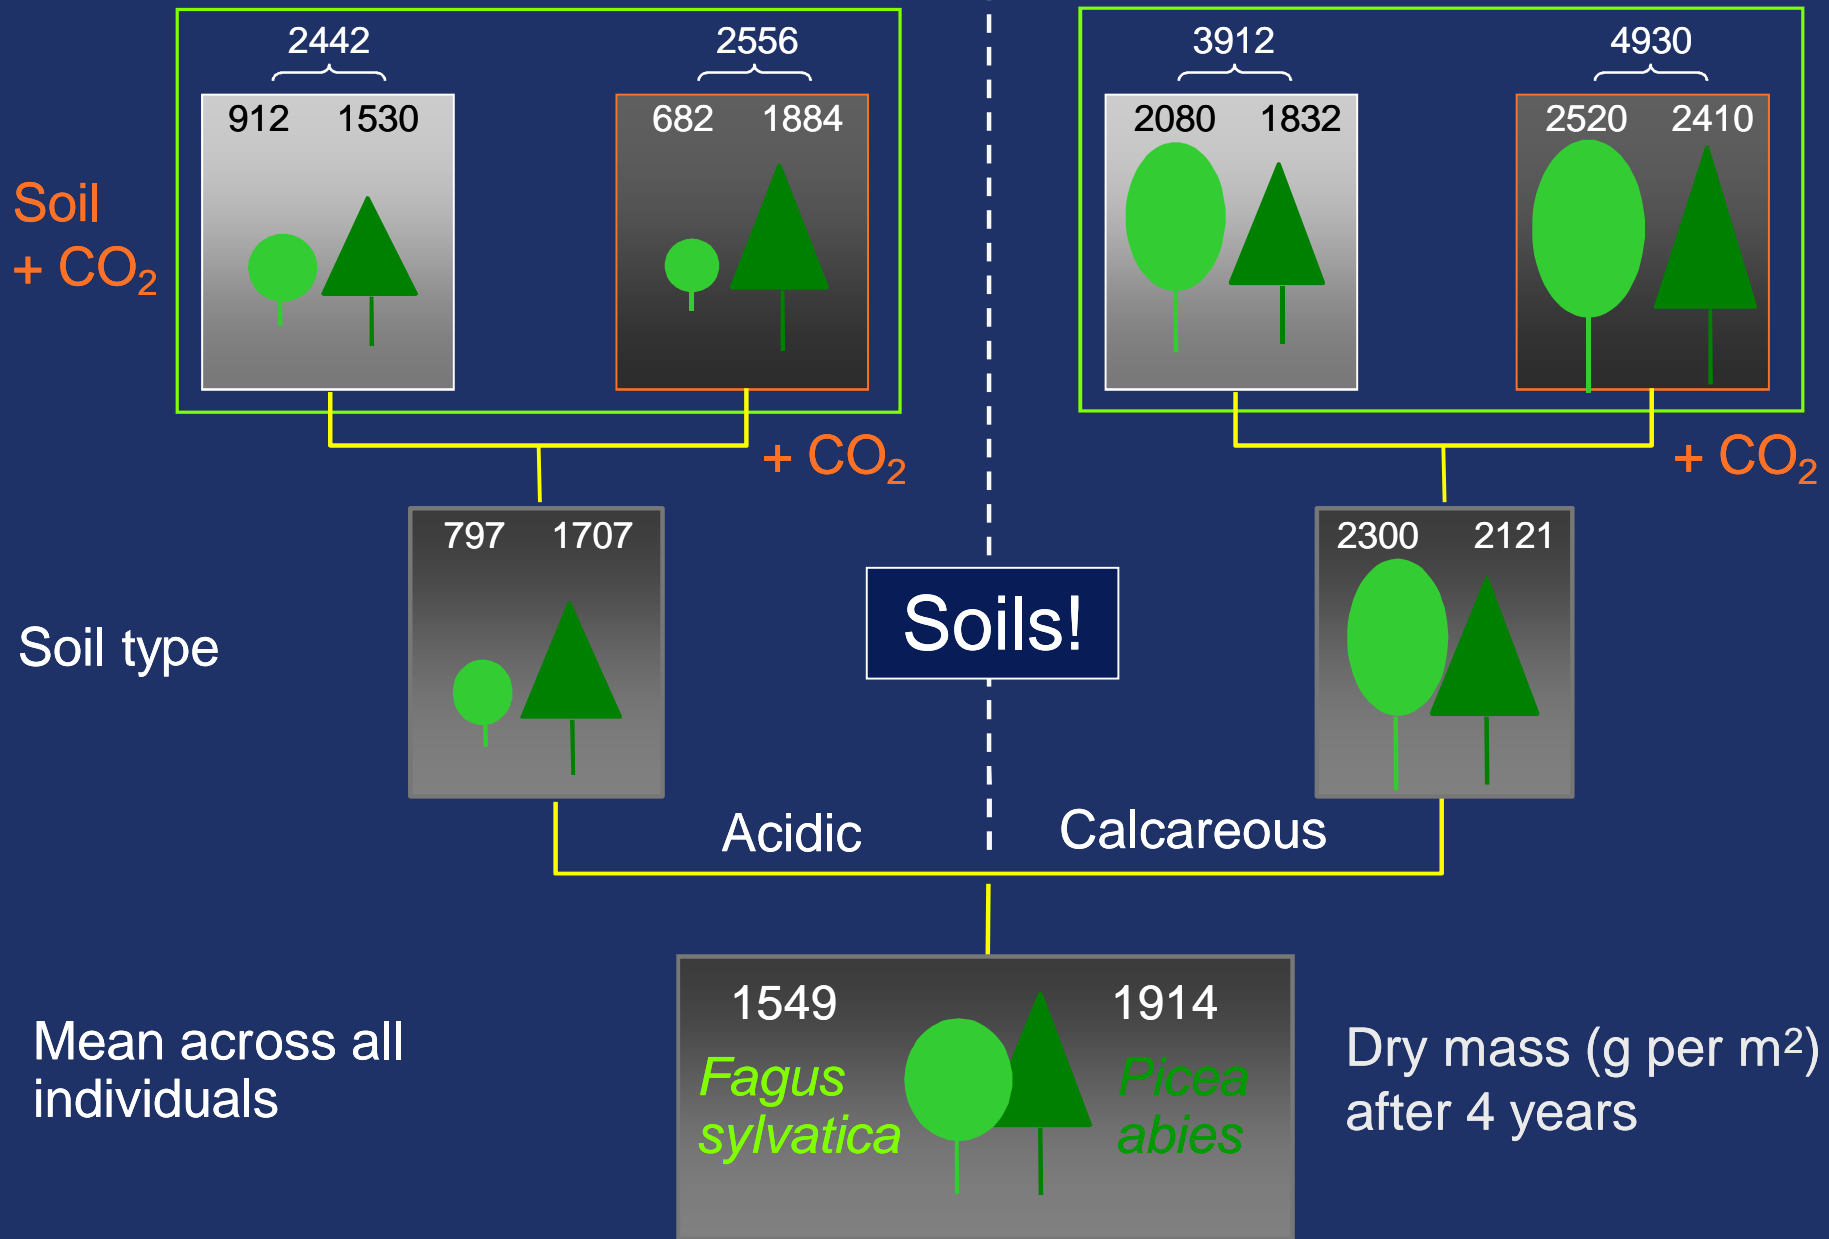 2442 2556 3912 4930
912 1530 682 1884 2080 1832 2520 2410
Soil
+ CO₂
+ CO₂ + CO₂
797 1707 2300 2121
Soils!
Soil type
Acidic Calcareous
1549 1914
Mean across all
individuals
Fagus
sylvatica
Picea
abies
Dry mass (g per m²)
after 4 years